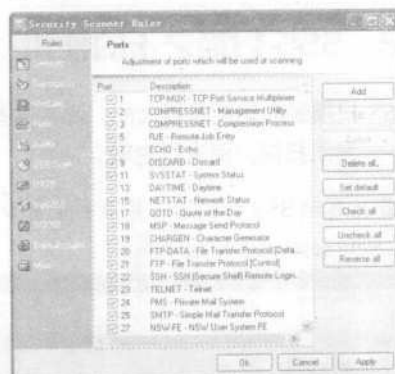 Security Scanner Rules
Rules
Ports
Adjustment of ports which will be used at scanning
Port Description
1 TCP-MUX - TCP Port Service Multiplexer
2 COMPRESSNET - Management Utility
3 COMPRESSNET - Compression Process
5 RJE - Remote Job Entry
7 ECHO - Echo
9 DISCARD - Discard
11 SYSSTAT - System Status
13 DAYTIME - Daytime
15 NETSTAT - Network Status
17 QOTD - Quote of the Day
18 MSP - Message Send Protocol
19 CHARGEN - Character Generator
20 FTP-DATA - File Transfer Protocol [Data...
21 FTP - File Transfer Protocol [Control]
22 SSH - SSH (Secure Shell) Remote Login...
23 TELNET - Telnet
24 PMS - Private Mail System
25 SMTP - Simple Mail Transfer Protocol
27 NSW-FE - NSW User System FE
Add
Delete all..
Set default
Check all
Uncheck all
Reverse all
Ok
Cancel
Apply